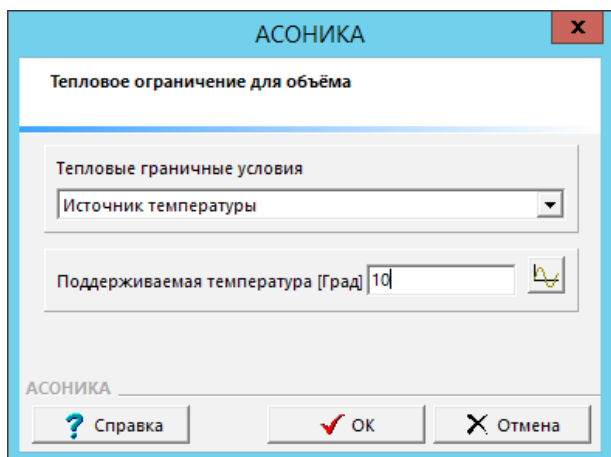 АСОНИКА
x
Тепловое ограничение для объёма
Тепловые граничные условия
Источник температуры
Поддерживаемая температура [Град] 10
АСОНИКА
? Справка
OK
Отмена